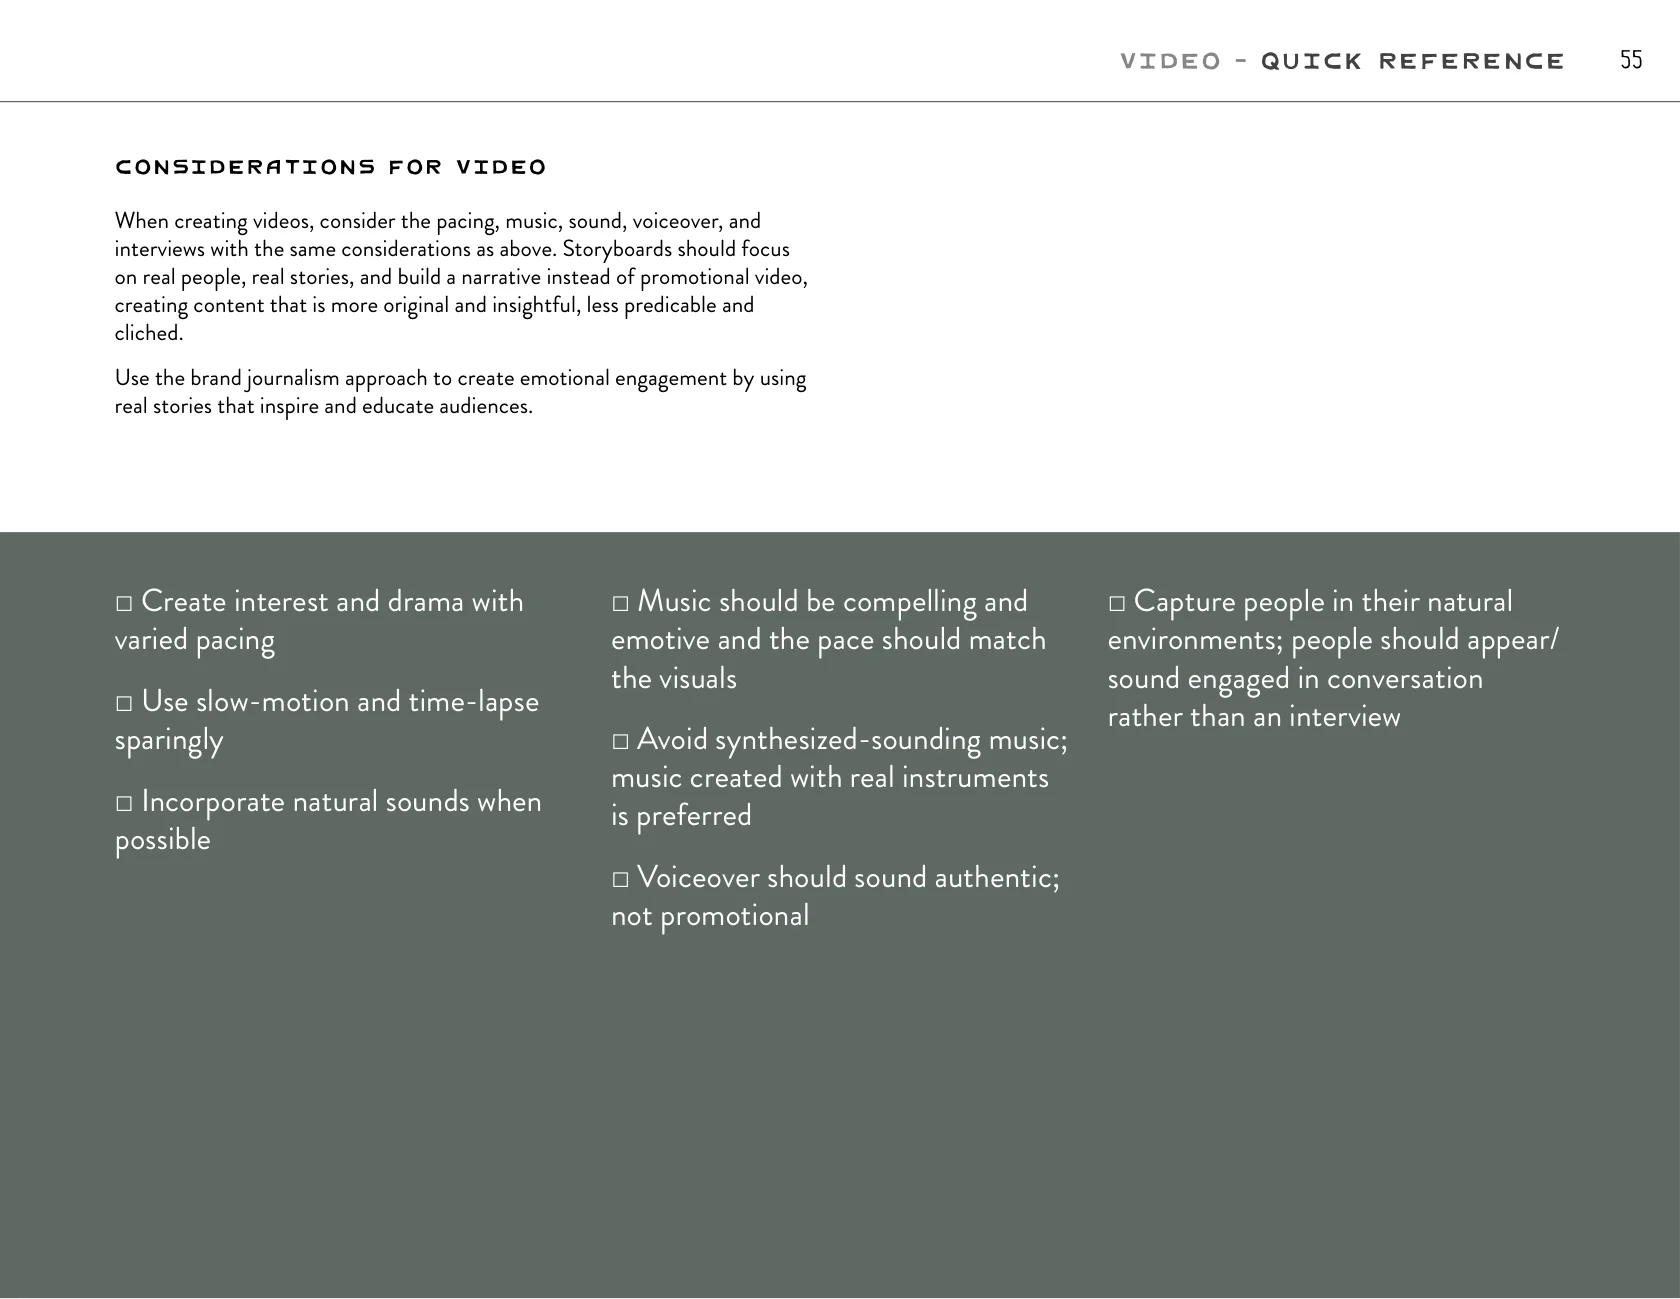 VIDEO – QUICK REFERENCE 55
CONSIDERATIONS FOR VIDEO
When creating videos, consider the pacing, music, sound, voiceover, and
interviews with the same considerations as above. Storyboards should focus
on real people, real stories, and build a narrative instead of promotional video,
creating content that is more original and insightful, less predicable and
cliched.
Use the brand journalism approach to create emotional engagement by using
real stories that inspire and educate audiences.
□ Create interest and drama with
varied pacing
□ Use slow-motion and time-lapse
sparingly
□ Incorporate natural sounds when
possible
□ Music should be compelling and
emotive and the pace should match
the visuals
□ Avoid synthesized-sounding music;
music created with real instruments
is preferred
□ Voiceover should sound authentic;
not promotional
□ Capture people in their natural
environments; people should appear/
sound engaged in conversation
rather than an interview